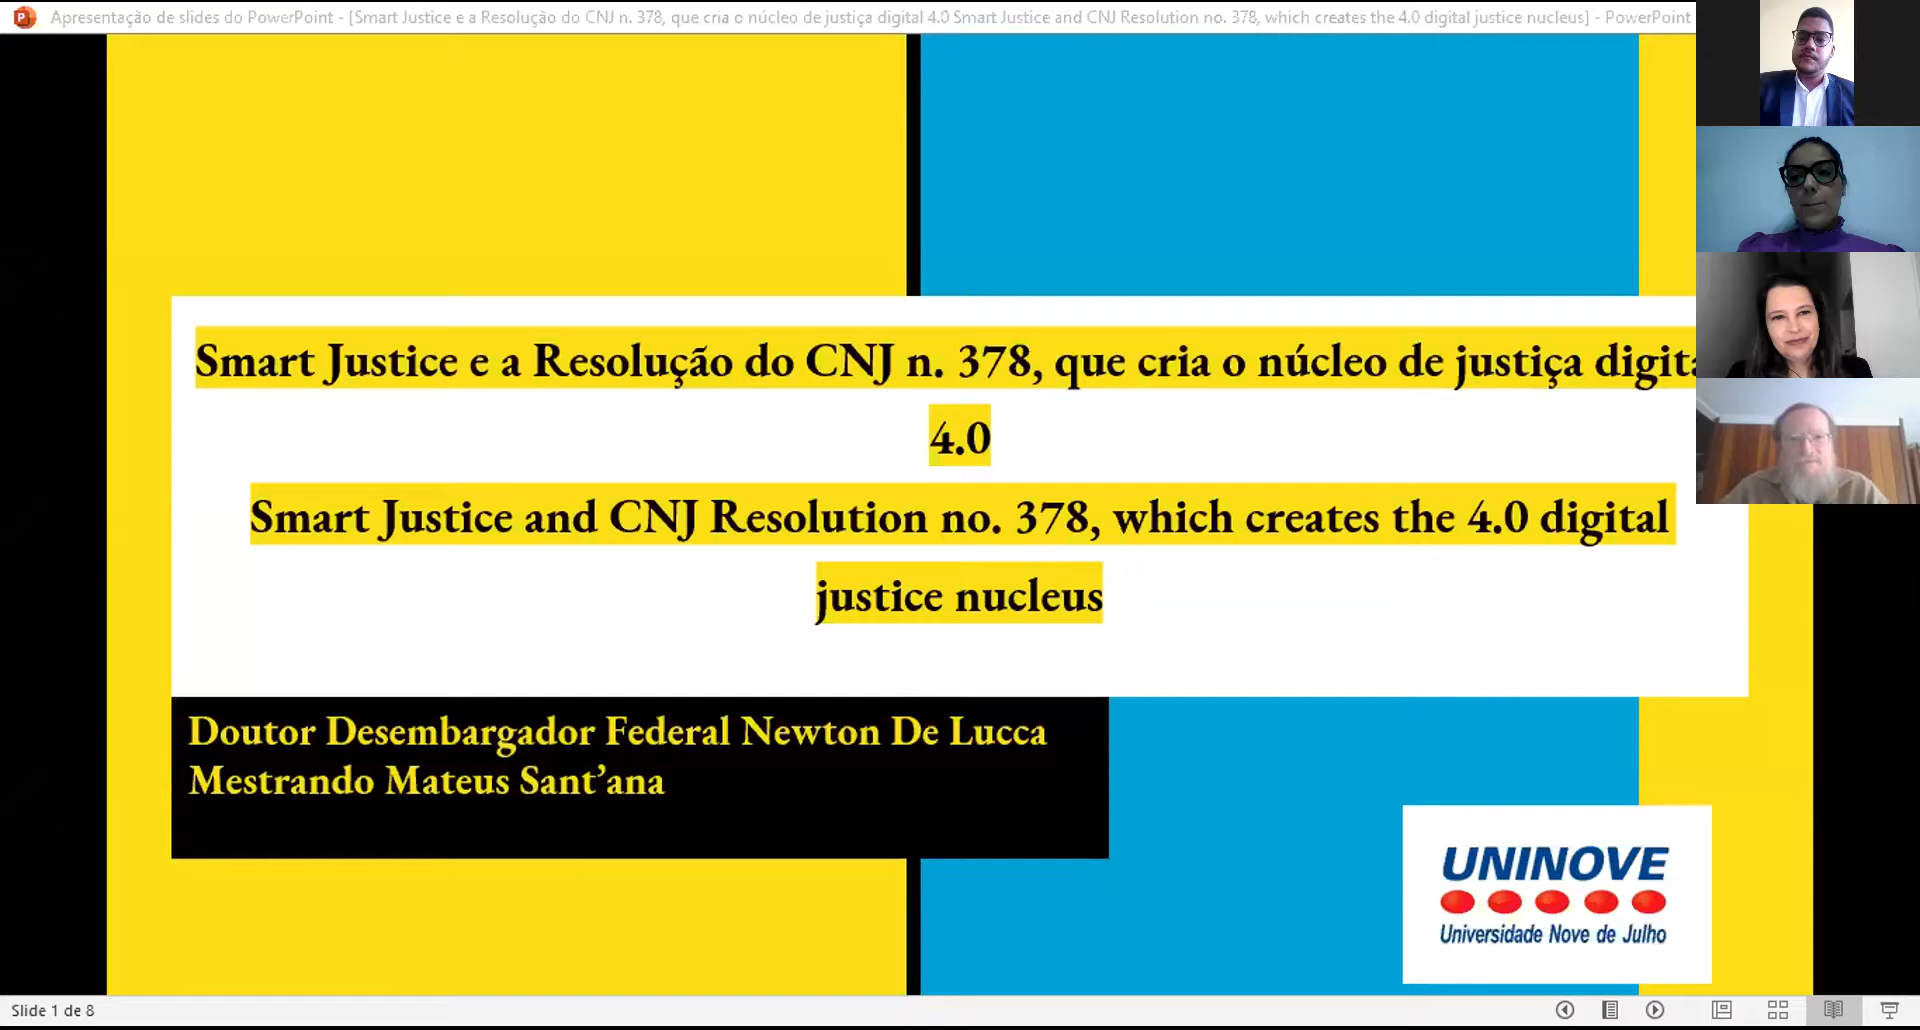 Apresentação de slides do PowerPoint - [Smart Justice e a Resolução do CNJ n. 378, que cria o núcleo de justiça digital 4.0 Smart Justice and CNJ Resolution no. 378, which creates the 4.0 digital justice nucleus] - PowerPoint
Smart Justice e a Resolução do CNJ n. 378, que cria o núcleo de justiça digita
4.0
Smart Justice and CNJ Resolution no. 378, which creates the 4.0 digital
justice nucleus
Doutor Desembargador Federal Newton De Lucca
Mestrando Mateus Sant’ana
UNINOVE
Universidade Nove de Julho
Slide 1 de 8